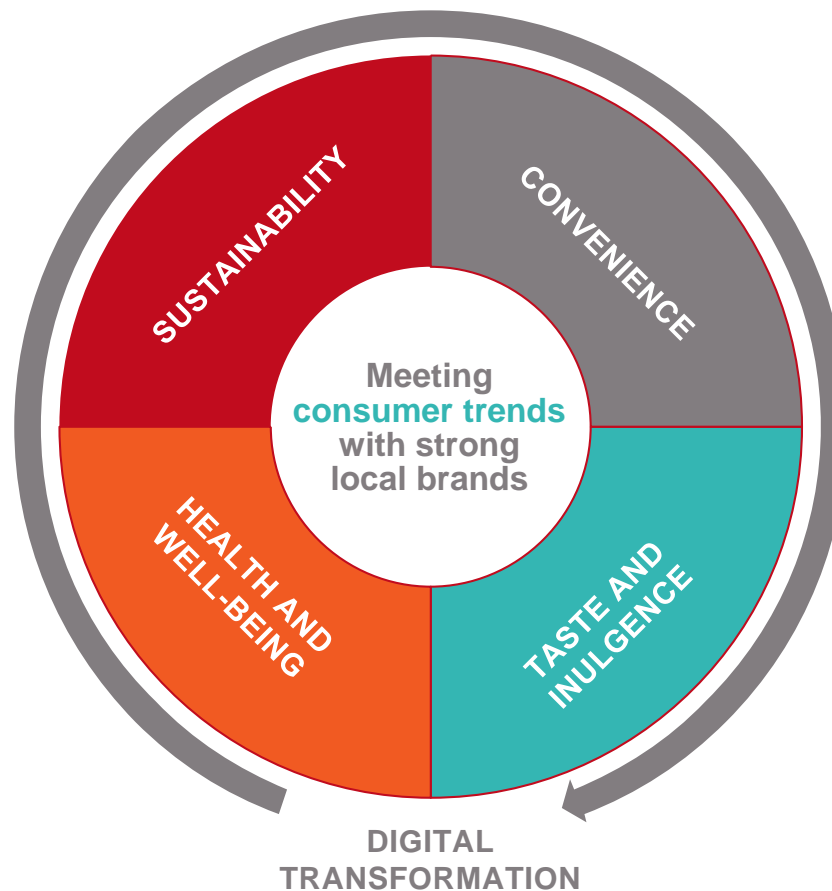 SUSTAINABILITY
CONVENIENCE
Meeting
consumer trends
with strong
local brands
HEALTH AND
WELL-BEING
TASTE AND
INULGENCE
DIGITAL
TRANSFORMATION